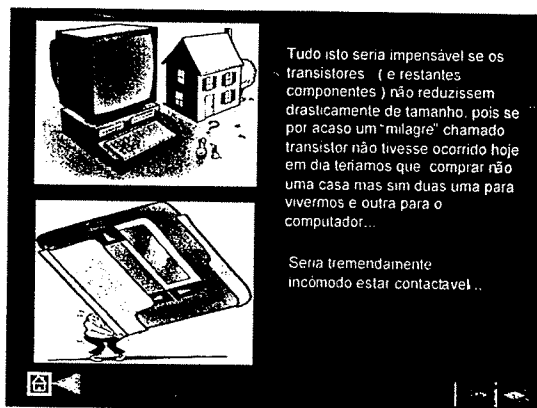 Tudo isto seria impensável se os
transistores ( e restantes
componentes ) não reduzissem
drasticamente de tamanho, pois se
por acaso um "milagre" chamado
transistor não tivesse ocorrido hoje
em dia teriamos que comprar não
uma casa mas sim duas uma para
vivermos e outra para o
computador...
Seria tremendamente
incómodo estar contactavel...